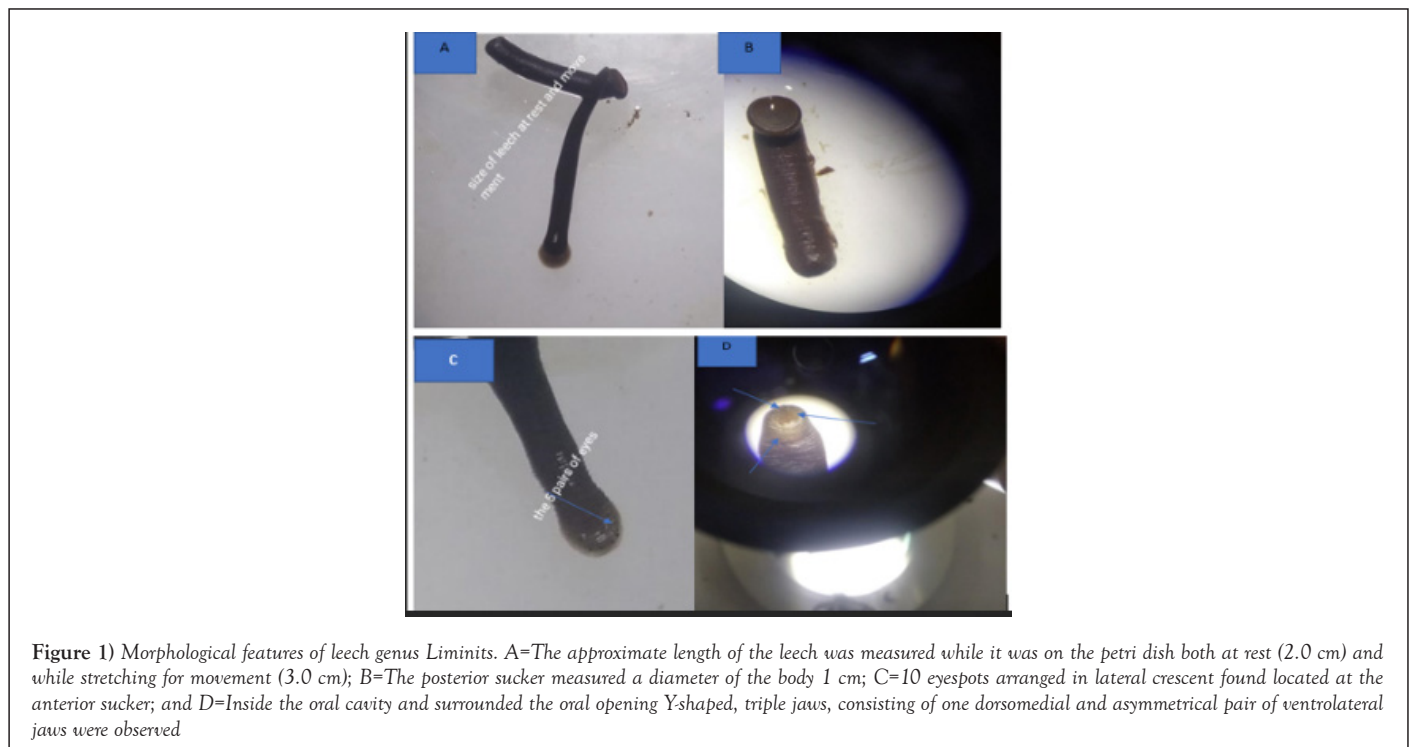 A
B
size of leech at rest and move
ment
C
D
the 5 pairs of eyes
Figure 1) Morphological features of leech genus Liminits. A=The approximate length of the leech was measured while it was on the petri dish both at rest (2.0 cm) and
while stretching for movement (3.0 cm); B=The posterior sucker measured a diameter of the body 1 cm; C=10 eyespots arranged in lateral crescent found located at the
anterior sucker; and D=Inside the oral cavity and surrounded the oral opening Y-shaped, triple jaws, consisting of one dorsomedial and asymmetrical pair of ventrolateral
jaws were observed